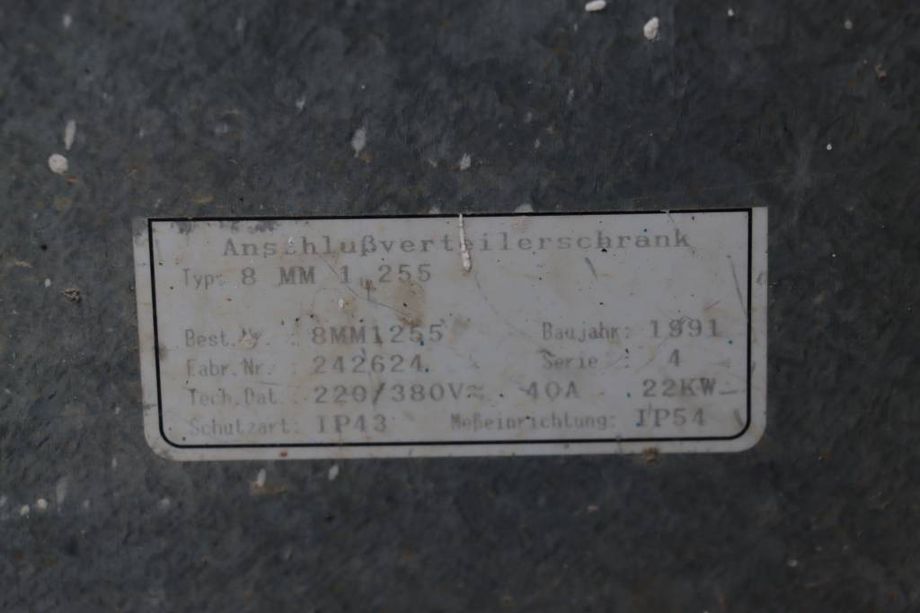 Anschlußverteilerschrank
Typ: 8 MM 1 255
Best.Nr. : 8MM1255 Baujahr: 1991
Fabr.Nr. : 242624 Serie : 4
Tech.Dat. : 220/380V≈ 40A 22KW
Schutzart: IP43 Meßeinrichtung: IP54